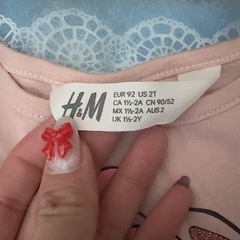 H&M
EUR 92 US 2T
CA 1½-2A CN 90/52
MX 1½-2A AUS 2
UK 1½-2Y